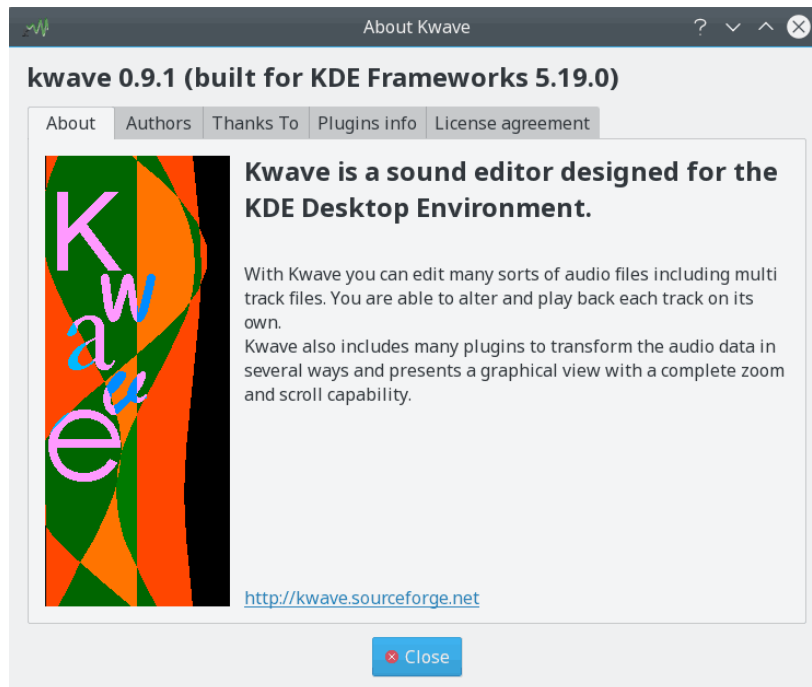 About Kwave
kwave 0.9.1 (built for KDE Frameworks 5.19.0)
About Authors Thanks To Plugins info License agreement
K
w
a
v
e
Kwave is a sound editor designed for the
KDE Desktop Environment.
With Kwave you can edit many sorts of audio files including multi
track files. You are able to alter and play back each track on its
own.
Kwave also includes many plugins to transform the audio data in
several ways and presents a graphical view with a complete zoom
and scroll capability.
http://kwave.sourceforge.net
Close